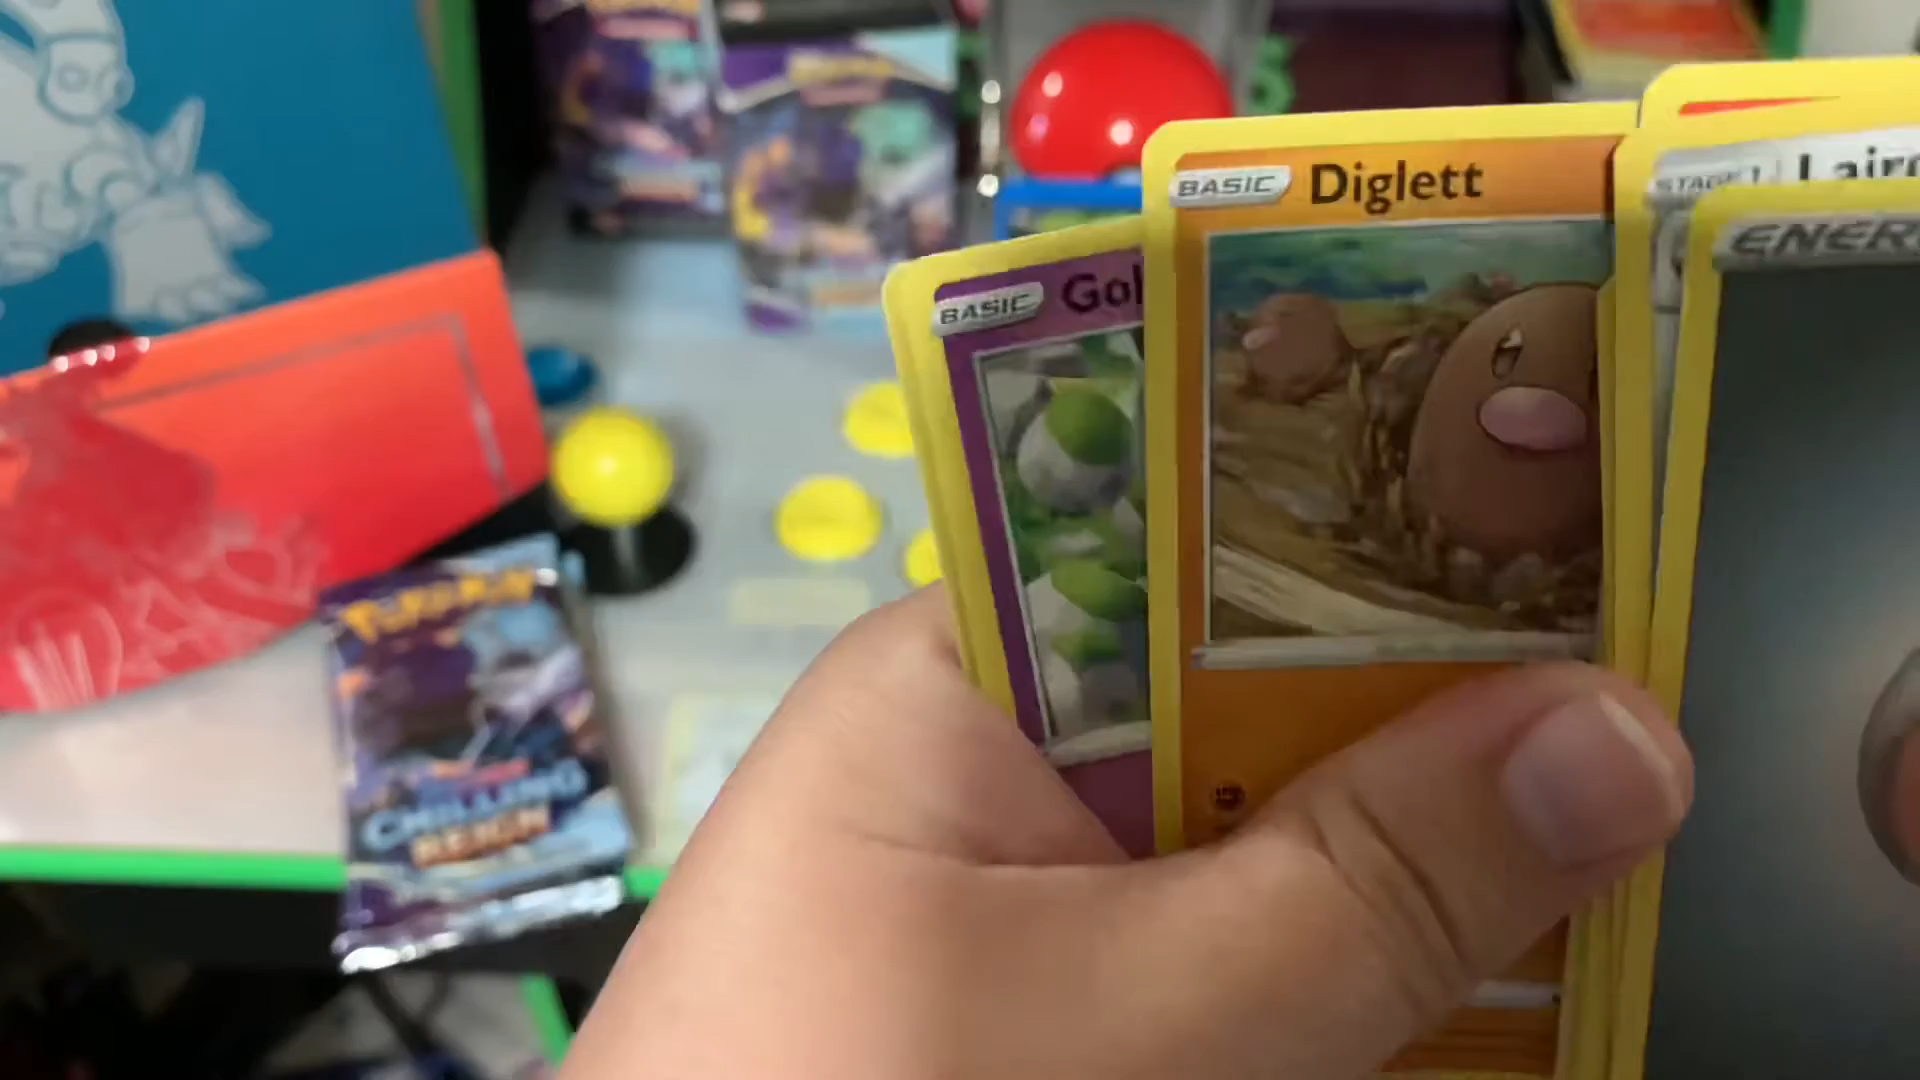 BASIC Diglett
STAGE 1 Lairo
ENER
BASIC Gol
POKÉMON
CHILLING
REIGN